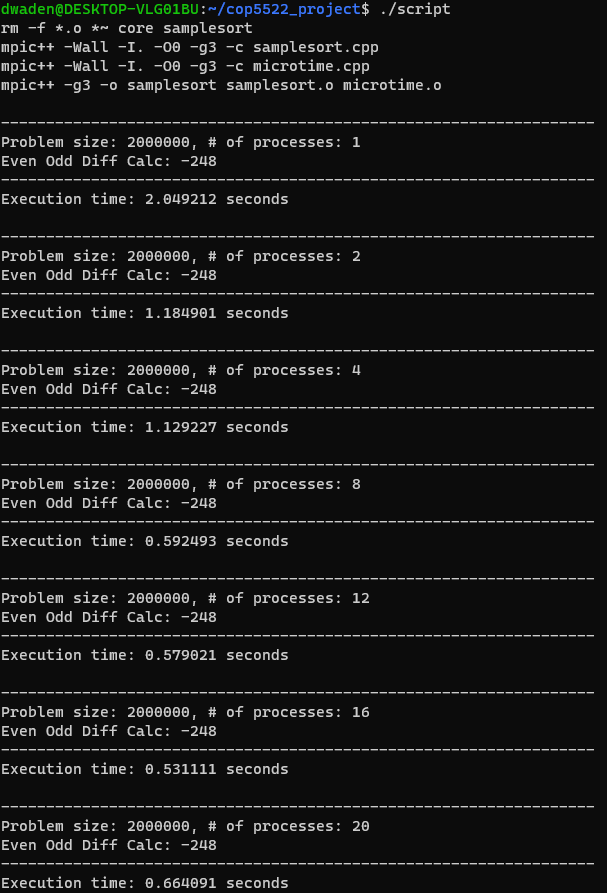 dwaden@DESKTOP-VLG01BU:~/cop5522_project$ ./script
rm -f *.o *~ core samplesort
mpic++ -Wall -I. -O0 -g3 -c samplesort.cpp
mpic++ -Wall -I. -O0 -g3 -c microtime.cpp
mpic++ -g3 -o samplesort samplesort.o microtime.o

------------------------------------------------------------------
Problem size: 2000000, # of processes: 1
Even Odd Diff Calc: -248
------------------------------------------------------------------
Execution time: 2.049212 seconds

------------------------------------------------------------------
Problem size: 2000000, # of processes: 2
Even Odd Diff Calc: -248
------------------------------------------------------------------
Execution time: 1.184901 seconds

------------------------------------------------------------------
Problem size: 2000000, # of processes: 4
Even Odd Diff Calc: -248
------------------------------------------------------------------
Execution time: 1.129227 seconds

------------------------------------------------------------------
Problem size: 2000000, # of processes: 8
Even Odd Diff Calc: -248
------------------------------------------------------------------
Execution time: 0.592493 seconds

------------------------------------------------------------------
Problem size: 2000000, # of processes: 12
Even Odd Diff Calc: -248
------------------------------------------------------------------
Execution time: 0.579021 seconds

------------------------------------------------------------------
Problem size: 2000000, # of processes: 16
Even Odd Diff Calc: -248
------------------------------------------------------------------
Execution time: 0.531111 seconds

------------------------------------------------------------------
Problem size: 2000000, # of processes: 20
Even Odd Diff Calc: -248
------------------------------------------------------------------
Execution time: 0.664091 seconds